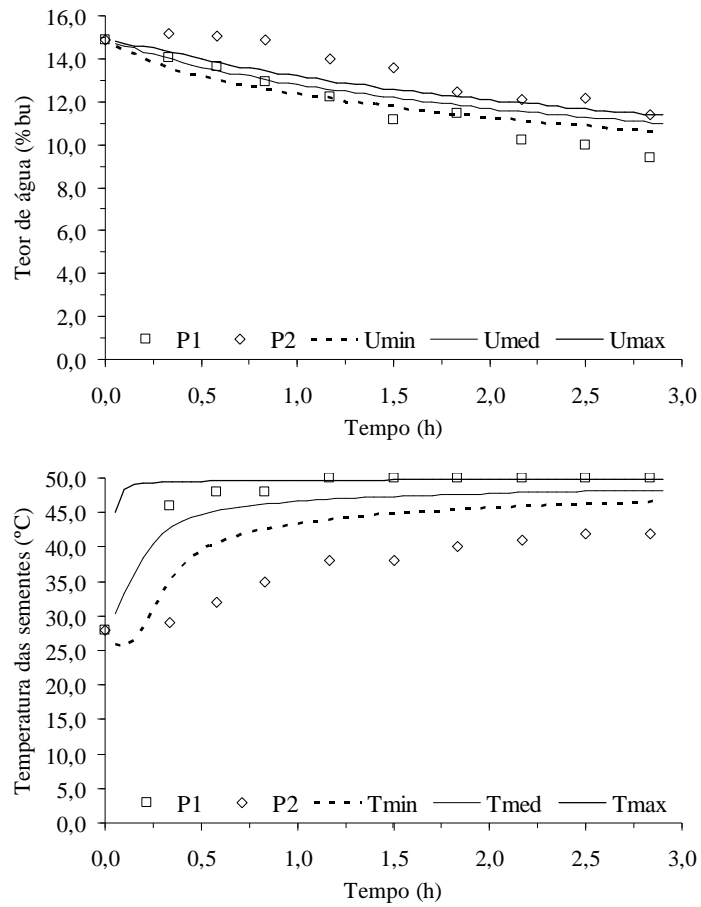 16,0
14,0
12,0
10,0
8,0
6,0
4,0
2,0
0,0
Teor de água (%bu)
P1 P2 Umin Umed Umax
0,0 0,5 1,0 1,5 2,0 2,5 3,0
Tempo (h)
50,0
45,0
40,0
35,0
30,0
25,0
20,0
15,0
10,0
5,0
0,0
Temperatura das sementes (ºC)
P1 P2 Tmin Tmed Tmax
0,0 0,5 1,0 1,5 2,0 2,5 3,0
Tempo (h)